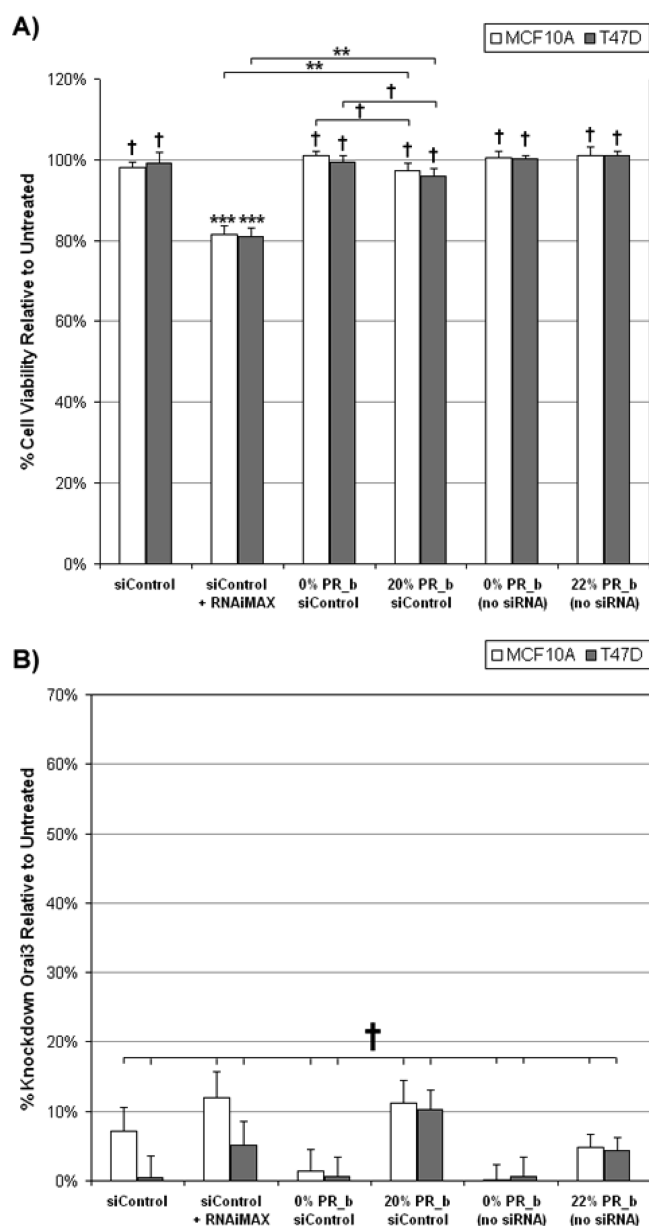 A)
MCF10A T47D
**
**
†
†
† † † † † † † † † †
*** ***
120%
100%
80%
60%
40%
20%
0%
% Cell Viability Relative to Untreated
siControl siControl 0% PR_b 20% PR_b 0% PR_b 22% PR_b
+ RNAiMAX siControl siControl (no siRNA) (no siRNA)
B)
MCF10A T47D
70%
60%
50%
40%
30%
20%
10%
0%
% Knockdown Orai3 Relative to Untreated
†
siControl siControl 0% PR_b 20% PR_b 0% PR_b 22% PR_b
+ RNAiMAX siControl siControl (no siRNA) (no siRNA)